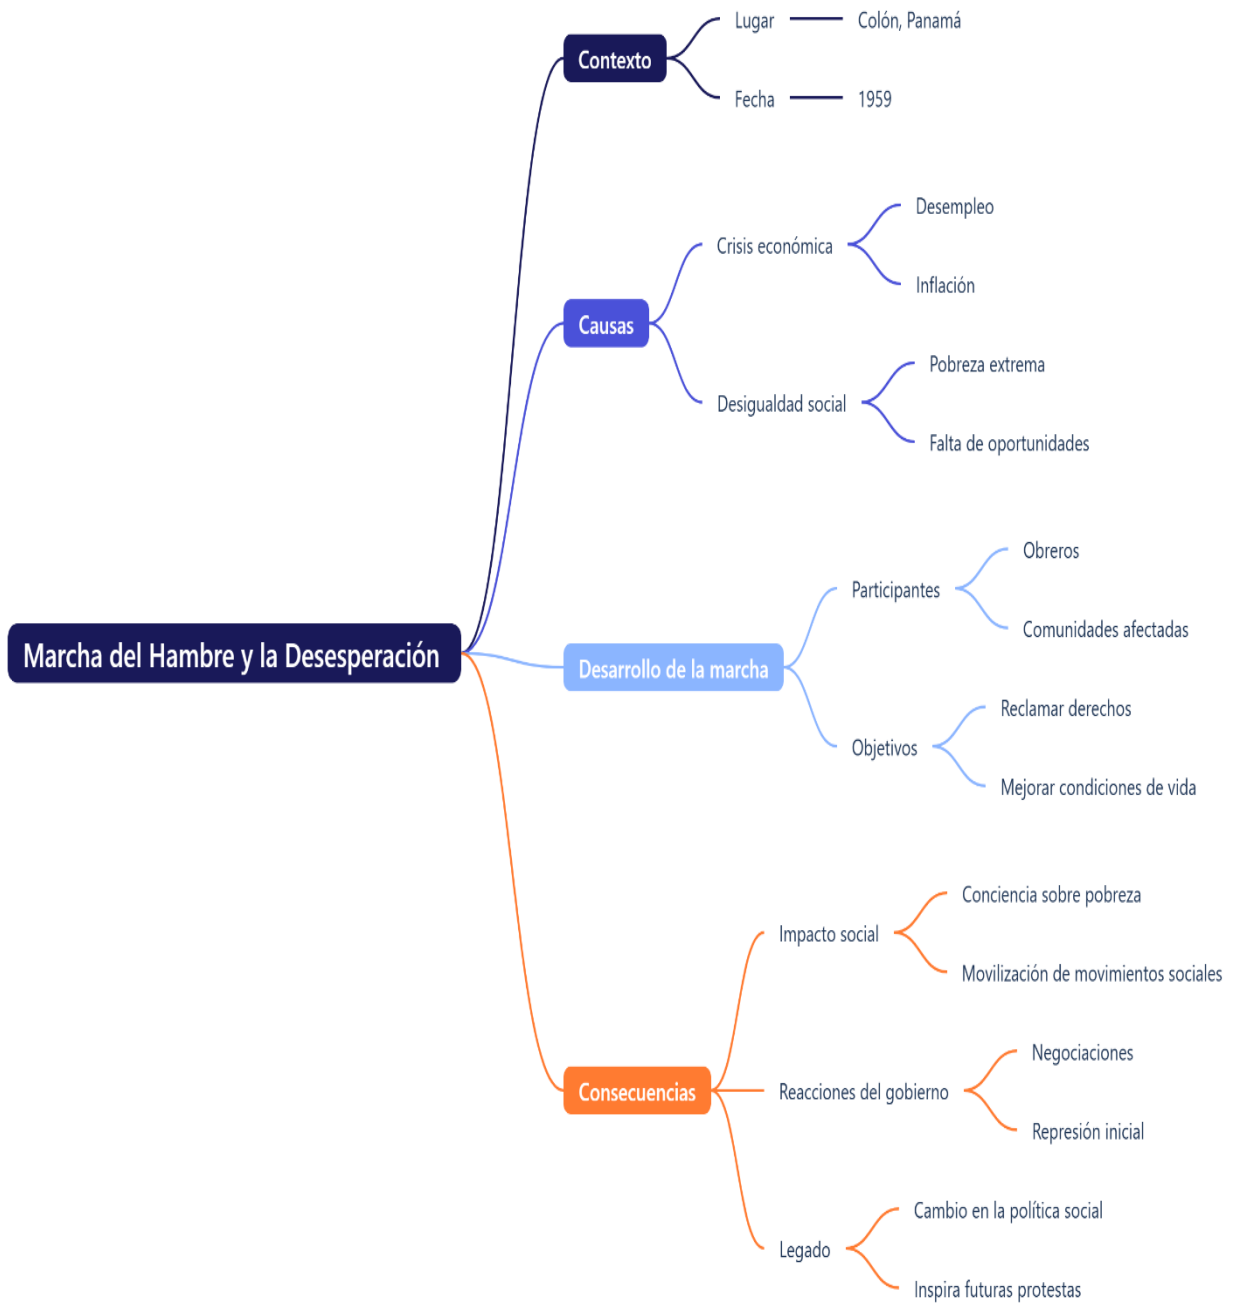 Marcha del Hambre y la Desesperación
Contexto
Lugar
Colón, Panamá
Fecha
1959
Causas
Crisis económica
Desempleo
Inflación
Desigualdad social
Pobreza extrema
Falta de oportunidades
Desarrollo de la marcha
Participantes
Obreros
Comunidades afectadas
Objetivos
Reclamar derechos
Mejorar condiciones de vida
Consecuencias
Impacto social
Conciencia sobre pobreza
Movilización de movimientos sociales
Reacciones del gobierno
Negociaciones
Represión inicial
Legado
Cambio en la política social
Inspira futuras protestas